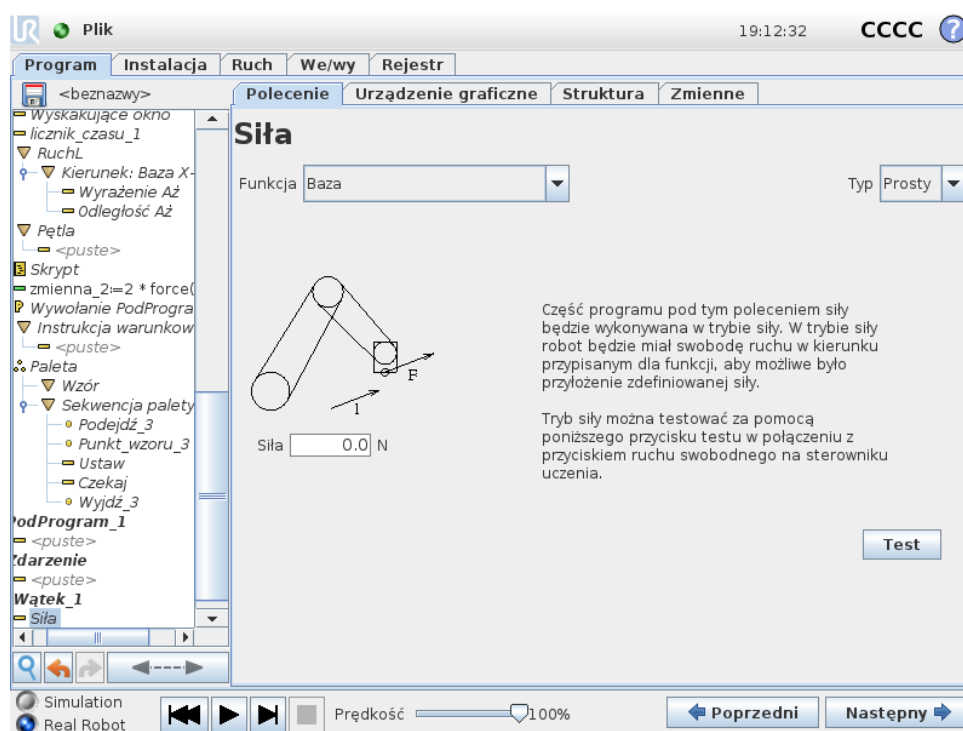 UR Plik 19:12:32 CCCC ?
Program Instalacja Ruch We/wy Rejestr
<beznazwy>
Polecenie Urządzenie graficzne Struktura Zmienne
Wyskakujące okno
licznik_czasu_1
RuchL
Kierunek: Baza X-
Wyrażenie Aż
Odległość Aż
Pętla
<puste>
Skrypt
zmienna_2:=2 * force(
P Wywołanie PodProgra
Instrukcja warunkow
<puste>
Paleta
Wzór
Sekwencja palety
Podejdź_3
Punkt_wzoru_3
Ustaw
Czekaj
Wyjdź_3
PodProgram_1
<puste>
Zdarzenie
<puste>
Wątek_1
Siła
Siła
Funkcja Baza
Typ Prosty
F
1
Siła 0.0 N
Część programu pod tym poleceniem siły
będzie wykonywana w trybie siły. W trybie siły
robot będzie miał swobodę ruchu w kierunku
przypisanym dla funkcji, aby możliwe było
przyłożenie zdefiniowanej siły.
Tryb siły można testować za pomocą
poniższego przycisku testu w połączeniu z
przyciskiem ruchu swobodnego na sterowniku
uczenia.
Test
Simulation
Real Robot
Prędkość 100%
Poprzedni
Następny